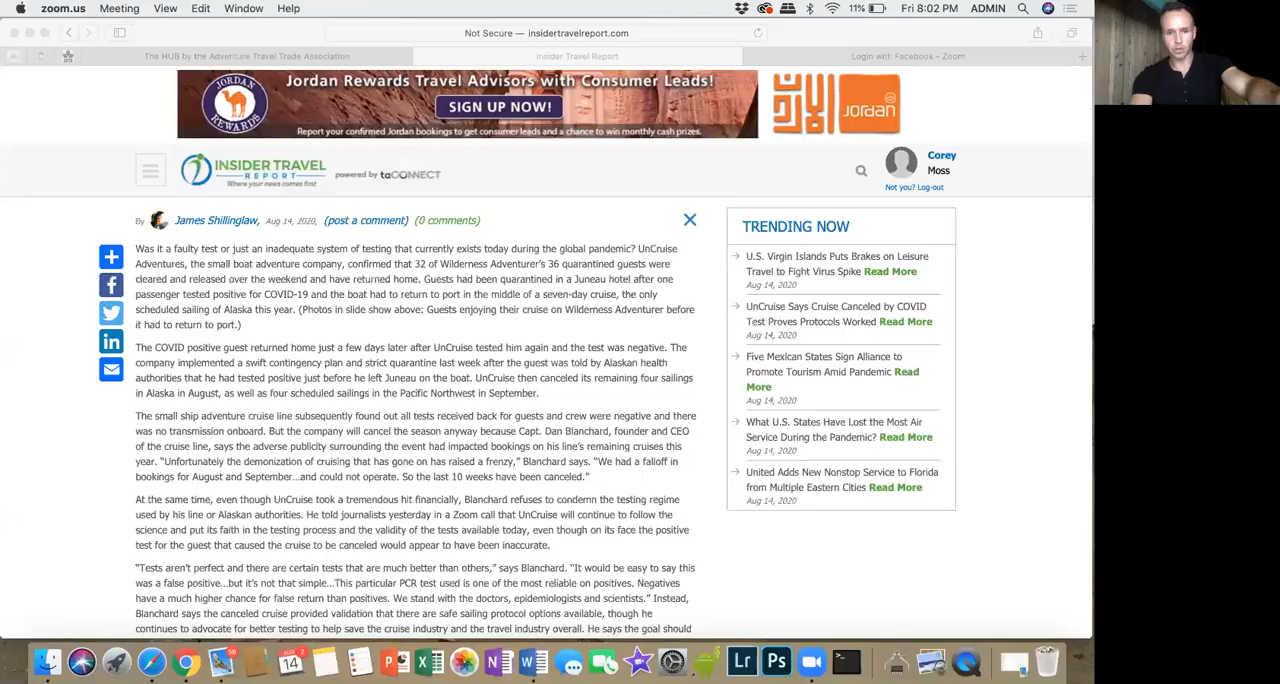 zoom.us Meeting View Edit Window Help
11% Fri 8:02 PM ADMIN
Not Secure — insidertravelreport.com
The HUB by the Adventure Travel Trade Association
Insider Travel Report
Login with Facebook - Zoom
JORDAN REWARDS
Jordan Rewards Travel Advisors with Consumer Leads!
SIGN UP NOW!
Report your confirmed Jordan bookings to get consumer leads and a chance to win monthly cash prizes.
Jordan
INSIDER TRAVEL
REPORT
Where your news comes first
powered by taCONNECT
Corey
Moss
Not you? Log-out
By James Shillinglaw, Aug 14, 2020, (post a comment) (0 comments)
Was it a faulty test or just an inadequate system of testing that currently exists today during the global pandemic? UnCruise
Adventures, the small boat adventure company, confirmed that 32 of Wilderness Adventurer's 36 quarantined guests were
cleared and released over the weekend and have returned home. Guests had been quarantined in a Juneau hotel after one
passenger tested positive for COVID-19 and the boat had to return to port in the middle of a seven-day cruise, the only
scheduled sailing of Alaska this year. (Photos in slide show above: Guests enjoying their cruise on Wilderness Adventurer before
it had to return to port.)
The COVID positive guest returned home just a few days later after UnCruise tested him again and the test was negative. The
company implemented a swift contingency plan and strict quarantine last week after the guest was told by Alaskan health
authorities that he had tested positive just before he left Juneau on the boat. UnCruise then canceled its remaining four sailings
in Alaska in August, as well as four scheduled sailings in the Pacific Northwest in September.
The small ship adventure cruise line subsequently found out all tests received back for guests and crew were negative and there
was no transmission onboard. But the company will cancel the season anyway because Capt. Dan Blanchard, founder and CEO
of the cruise line, says the adverse publicity surrounding the event had impacted bookings on his line's remaining cruises this
year. “Unfortunately the demonization of cruising that has gone on has raised a frenzy,” Blanchard says. “We had a falloff in
bookings for August and September...and could not operate. So the last 10 weeks have been canceled.”
At the same time, even though UnCruise took a tremendous hit financially, Blanchard refuses to condemn the testing regime
used by his line or Alaskan authorities. He told journalists yesterday in a Zoom call that UnCruise will continue to follow the
science and put its faith in the testing process and the validity of the tests available today, even though on its face the positive
test for the guest that caused the cruise to be canceled would appear to have been inaccurate.
“Tests aren't perfect and there are certain tests that are much better than others,” says Blanchard. “It would be easy to say this
was a false positive...but it's not that simple...This particular PCR test used is one of the most reliable on positives. Negatives
have a much higher chance for false return than positives. We stand with the doctors, epidemiologists and scientists.” Instead,
Blanchard says the canceled cruise provided validation that there are safe sailing protocol options available, though he
continues to advocate for better testing to help save the cruise industry and the travel industry overall. He says the goal should
TRENDING NOW
U.S. Virgin Islands Puts Brakes on Leisure
Travel to Fight Virus Spike Read More
Aug 14, 2020
UnCruise Says Cruise Canceled by COVID
Test Proves Protocols Worked Read More
Aug 14, 2020
Five Mexican States Sign Alliance to
Promote Tourism Amid Pandemic Read
More
Aug 14, 2020
What U.S. States Have Lost the Most Air
Service During the Pandemic? Read More
Aug 14, 2020
United Adds New Nonstop Service to Florida
from Multiple Eastern Cities Read More
Aug 14, 2020
AUG
14
Lr Ps